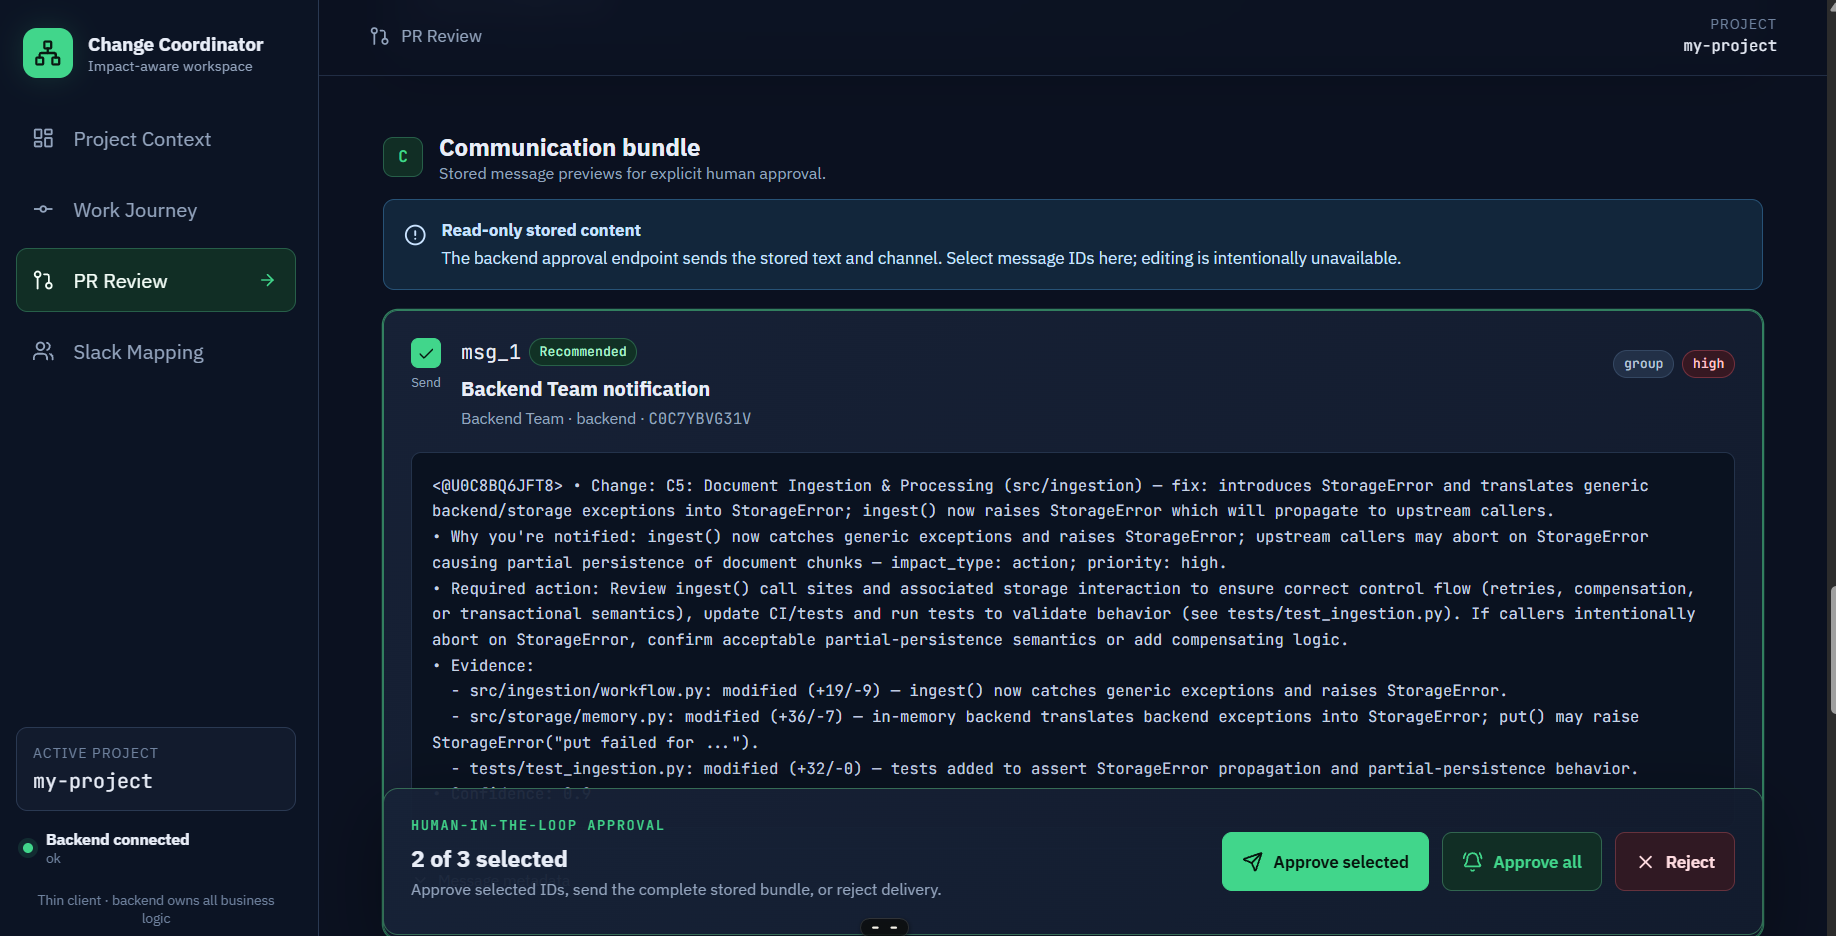 Change Coordinator
Impact-aware workspace
Project Context
Work Journey
PR Review
Slack Mapping
ACTIVE PROJECT
my-project
Backend connected
ok
Thin client · backend owns all business
logic
PR Review
PROJECT
my-project
C
Communication bundle
Stored message previews for explicit human approval.
Read-only stored content
The backend approval endpoint sends the stored text and channel. Select message IDs here; editing is intentionally unavailable.
Send
msg_1 Recommended
group high
Backend Team notification
Backend Team · backend · C0C7YBVG31V
<@U0C8BQ6JFT8> • Change: C5: Document Ingestion & Processing (src/ingestion) — fix: introduces StorageError and translates generic
backend/storage exceptions into StorageError; ingest() now raises StorageError which will propagate to upstream callers.
• Why you're notified: ingest() now catches generic exceptions and raises StorageError; upstream callers may abort on StorageError
causing partial persistence of document chunks — impact_type: action; priority: high.
• Required action: Review ingest() call sites and associated storage interaction to ensure correct control flow (retries, compensation,
or transactional semantics), update CI/tests and run tests to validate behavior (see tests/test_ingestion.py). If callers intentionally
abort on StorageError, confirm acceptable partial-persistence semantics or add compensating logic.
• Evidence:
- src/ingestion/workflow.py: modified (+19/-9) — ingest() now catches generic exceptions and raises StorageError.
- src/storage/memory.py: modified (+36/-7) — in-memory backend translates backend exceptions into StorageError; put() may raise
StorageError("put failed for ...").
- tests/test_ingestion.py: modified (+32/-0) — tests added to assert StorageError propagation and partial-persistence behavior.
• Confidence: 0.9
HUMAN-IN-THE-LOOP APPROVAL
2 of 3 selected
Approve selected IDs, send the complete stored bundle, or reject delivery.
Approve selected
Approve all
Reject